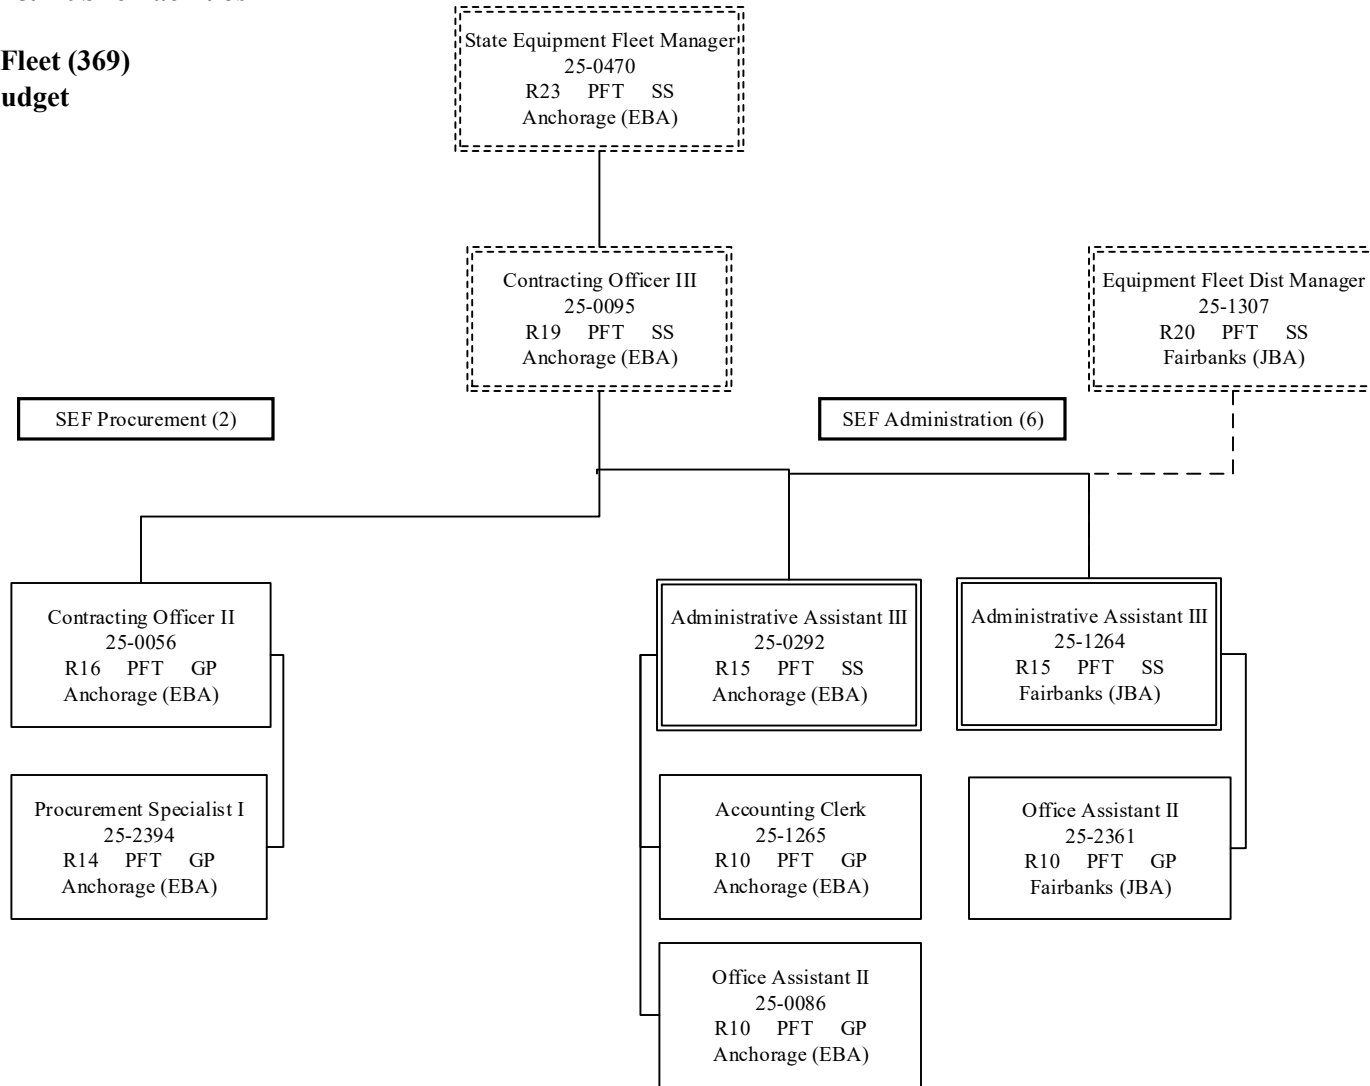 Fleet (369)
udget
State Equipment Fleet Manager
25-0470
R23 PFT SS
Anchorage (EBA)
Contracting Officer III
25-0095
R19 PFT SS
Anchorage (EBA)
Equipment Fleet Dist Manager
25-1307
R20 PFT SS
Fairbanks (JBA)
SEF Procurement (2)
SEF Administration (6)
Contracting Officer II
25-0056
R16 PFT GP
Anchorage (EBA)
Administrative Assistant III
25-0292
R15 PFT SS
Anchorage (EBA)
Administrative Assistant III
25-1264
R15 PFT SS
Fairbanks (JBA)
Procurement Specialist I
25-2394
R14 PFT GP
Anchorage (EBA)
Accounting Clerk
25-1265
R10 PFT GP
Anchorage (EBA)
Office Assistant II
25-2361
R10 PFT GP
Fairbanks (JBA)
Office Assistant II
25-0086
R10 PFT GP
Anchorage (EBA)